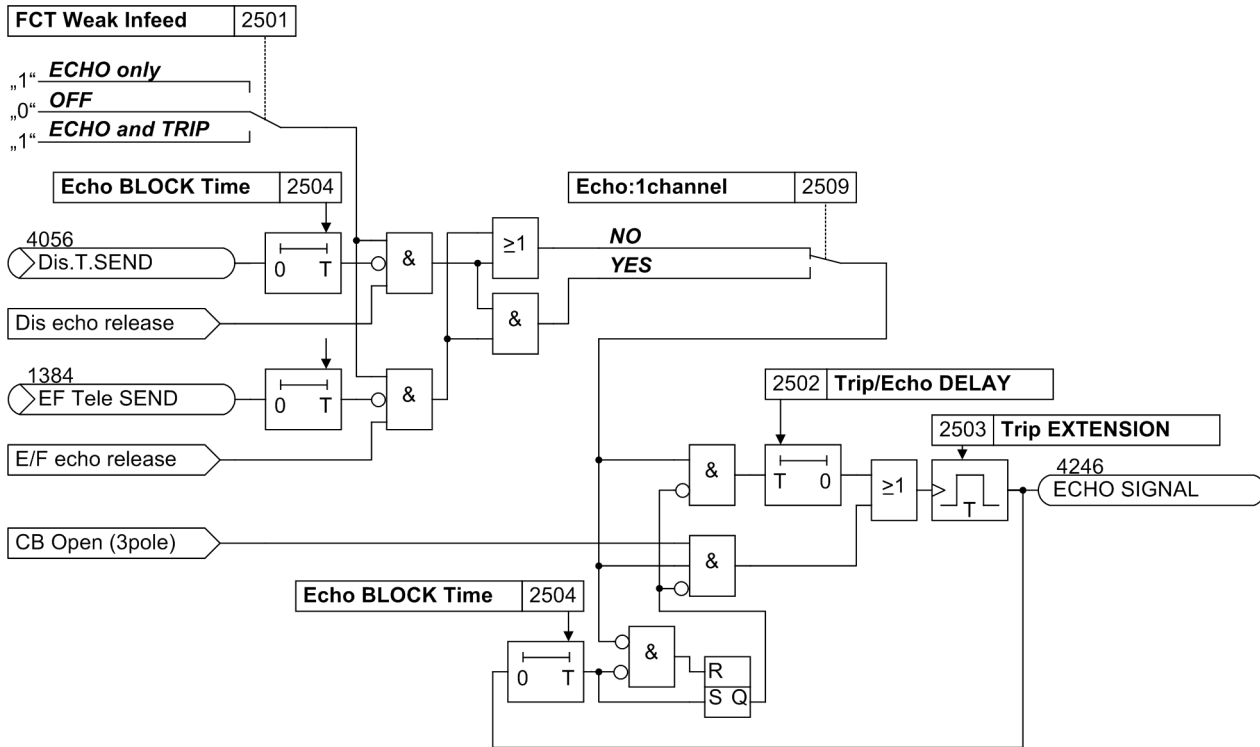 FCT Weak Infeed 2501
„1“ ECHO only
„0“ OFF
„1“ ECHO and TRIP
Echo BLOCK Time 2504
Echo:1channel 2509
4056
Dis.T.SEND
0 T
&
≥1
NO
YES
Dis echo release
&
1384
EF Tele SEND
0 T
&
2502 Trip/Echo DELAY
2503 Trip EXTENSION
E/F echo release
&
T 0
≥1
T
4246
ECHO SIGNAL
CB Open (3pole)
&
Echo BLOCK Time 2504
0 T
&
R
S Q